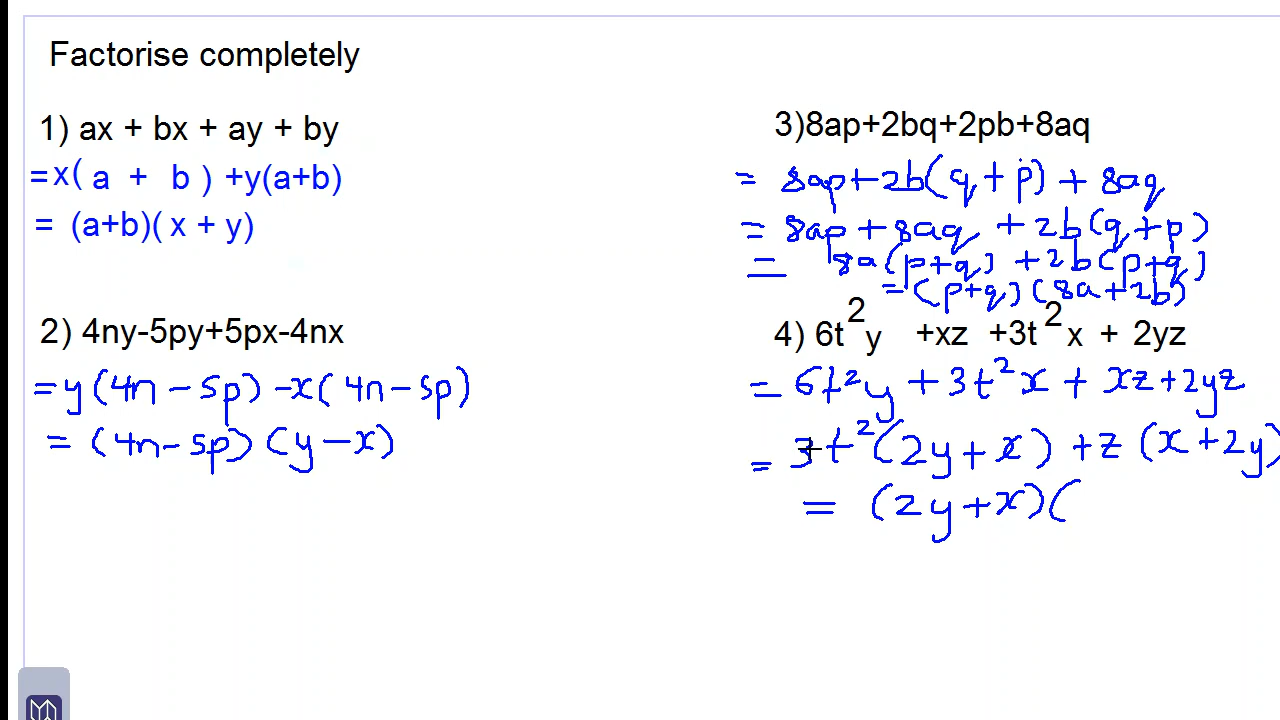 Factorise completely
1) ax + bx + ay + by
=x( a + b ) +y(a+b)
= (a+b)( x + y)
2) 4ny-5py+5px-4nx
= y (4n - 5p) -x (4n - 5p)
= (4n - 5p) (y - x)
3)8ap+2bq+2pb+8aq
= 8ap + 2b(q + p) + 8aq
= 8ap + 8aq + 2b(q+p)
= 8a(p+q) + 2b(p+q)
= (p+q) (8a + 2b)
4) 6t²y +xz +3t²x + 2yz
= 6t²y + 3t²x + xz + 2yz
= 3t²(2y + x) + z (x + 2y)
= (2y + x)(